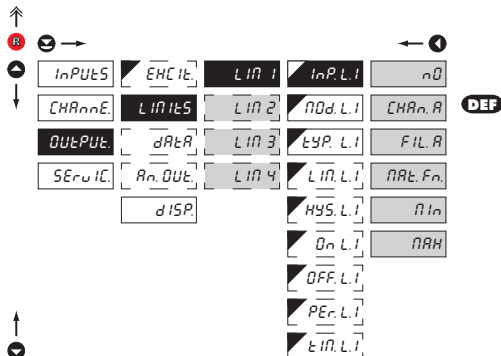 R
InPUtS EXCIt. LIM 1 InP. L.1 nO
CHAnnE. LIMItS LIM 2 MOd. L.1 CHAn. A DEF
OUtPUt. dAtA LIM 3 tYP. L.1 FIL. A
SErvIC. An. OUt. LIM 4 LIM. L.1 MAt. Fn.
dISP. HYS. L.1 MIn
On L.1 MAX
OFF. L.1
PEr. L.1
tIM. L.1